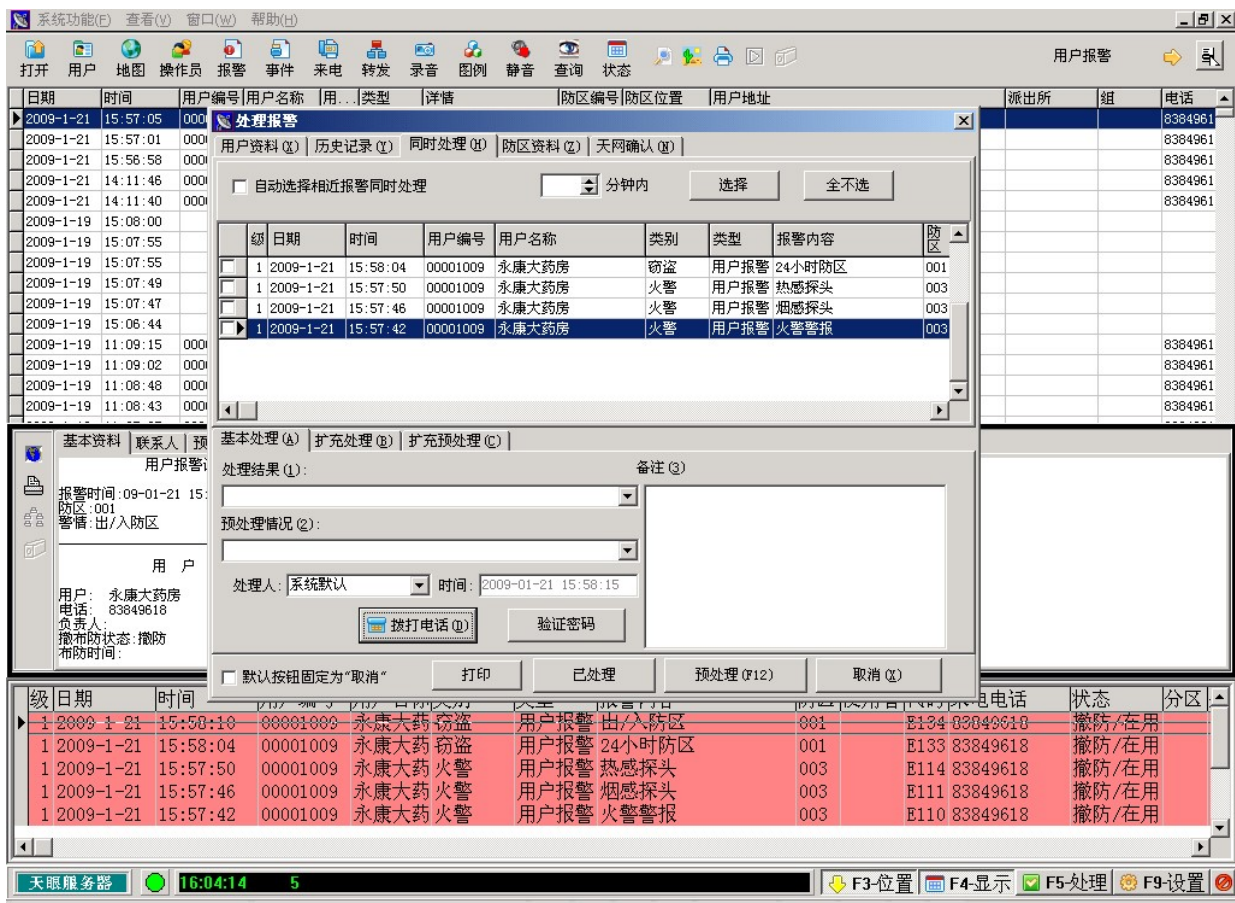 系统功能(F) 查看(V) 窗口(W) 帮助(H)
打开 用户 地图 操作员 报警 事件 来电 转发 录音 图例 静音 查询 状态 用户报警
日期 时间 用户编号 用户名称 用... 类型 详情 防区编号 防区位置 用户地址 派出所 组 电话
2009-1-21 15:57:05 000 8384961
2009-1-21 15:57:01 000 8384961
2009-1-21 15:56:58 000 8384961
2009-1-21 14:11:46 000 8384961
2009-1-21 14:11:40 000 8384961
2009-1-19 15:08:00
2009-1-19 15:07:55
2009-1-19 15:07:55
2009-1-19 15:07:49
2009-1-19 15:07:47
2009-1-19 15:06:44
2009-1-19 11:09:15 000 8384961
2009-1-19 11:09:02 000 8384961
2009-1-19 11:08:48 000 8384961
2009-1-19 11:08:43 000 8384961
处理报警
用户资料(X) 历史记录(Y) 同时处理(H) 防区资料(Z) 天网确认(W)
自动选择相近报警同时处理 分钟内 选择 全不选
级 日期 时间 用户编号 用户名称 类别 类型 报警内容 防区
1 2009-1-21 15:58:04 00001009 永康大药房 窃盗 用户报警 24小时防区 001
1 2009-1-21 15:57:50 00001009 永康大药房 火警 用户报警 热感探头 003
1 2009-1-21 15:57:46 00001009 永康大药房 火警 用户报警 烟感探头 003
1 2009-1-21 15:57:42 00001009 永康大药房 火警 用户报警 火警警报 003
基本处理(A) 扩充处理(B) 扩充预处理(C)
处理结果(1):
备注(3)
预处理情况(2):
处理人: 系统默认 时间: 2009-01-21 15:58:15
拨打电话(D) 验证密码
默认按钮固定为"取消" 打印 已处理 预处理(F12) 取消(X)
基本资料 联系人 预
用户报警
报警时间:09-01-21 15:
防区:001
警情:出/入防区
用 户
用户: 永康大药房
电话: 83849618
负责人:
撤布防状态:撤防
布防时间:
级 日期 时间 电话 状态 分区
1 2009-1-21 15:58:10 00001009 永康大药 窃盗 用户报警 出/入防区 001 E134 83849618 撤防/在用
1 2009-1-21 15:58:04 00001009 永康大药 窃盗 用户报警 24小时防区 001 E133 83849618 撤防/在用
1 2009-1-21 15:57:50 00001009 永康大药 火警 用户报警 热感探头 003 E114 83849618 撤防/在用
1 2009-1-21 15:57:46 00001009 永康大药 火警 用户报警 烟感探头 003 E111 83849618 撤防/在用
1 2009-1-21 15:57:42 00001009 永康大药 火警 用户报警 火警警报 003 E110 83849618 撤防/在用
天眼服务器 16:04:14 5 F3-位置 F4-显示 F5-处理 F9-设置